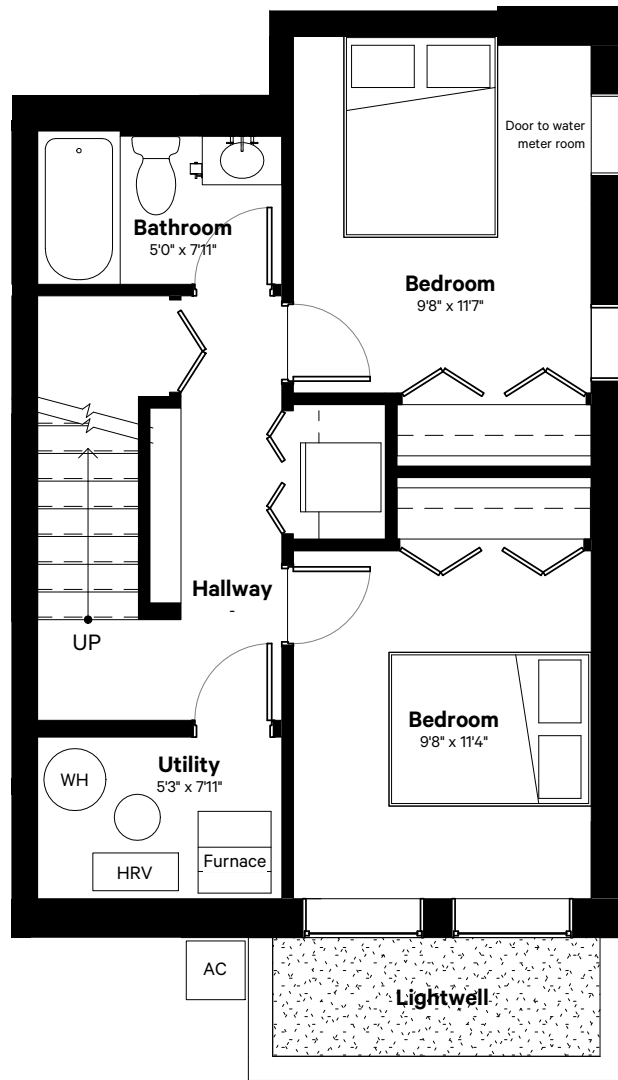 Door to water
meter room
Bathroom
5'0" x 7'11"
Bedroom
9'8" x 11'7"
Hallway
-
UP
Bedroom
9'8" x 11'4"
Utility
5'3" x 7'11"
WH
HRV
Furnace
AC
Lightwell